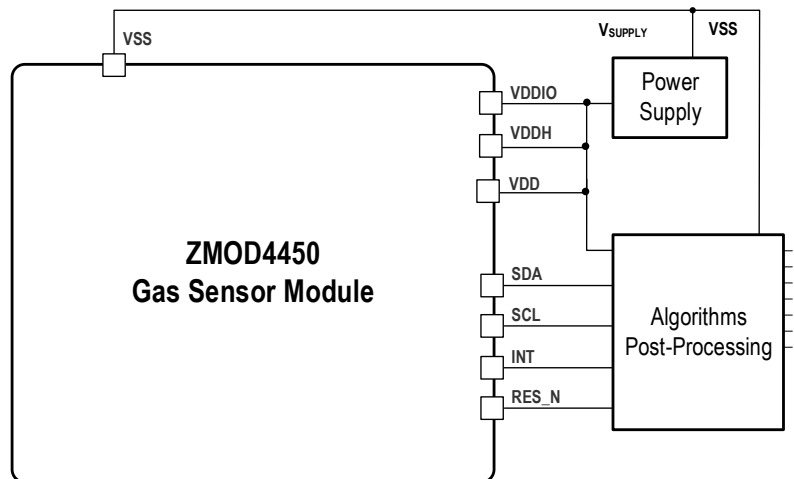 VSS
VSUPPLY
VSS
Power
Supply
VDDIO
VDDH
VDD
ZMOD4450
Gas Sensor Module
SDA
SCL
INT
RES_N
Algorithms
Post-Processing